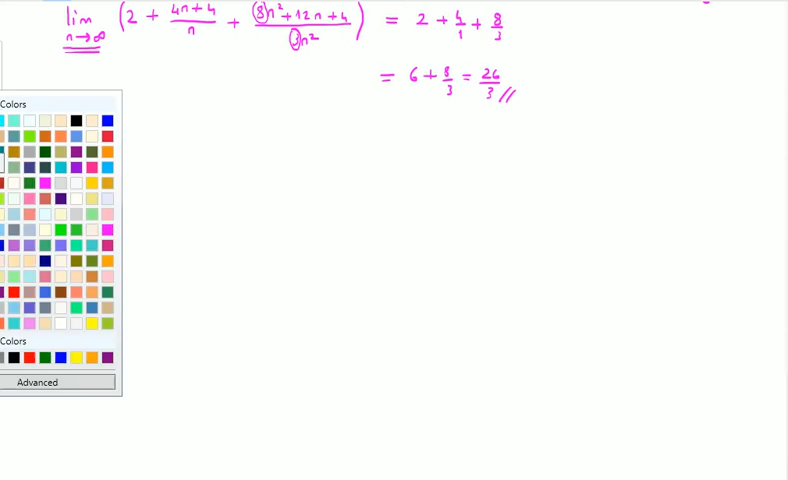 lim n→∞ (2 + (4n+4)/n + (8n²+12n+4)/(3n²)) = 2 + 4/1 + 8/3
= 6 + 8/3 = 26/3 //
Colors
Colors
Advanced